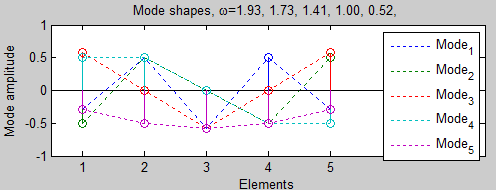 Mode shapes, ω=1.93, 1.73, 1.41, 1.00, 0.52,
Mode amplitude
1
0.5
0
-0.5
-1
1 2 3 4 5
Elements
Mode1
Mode2
Mode3
Mode4
Mode5